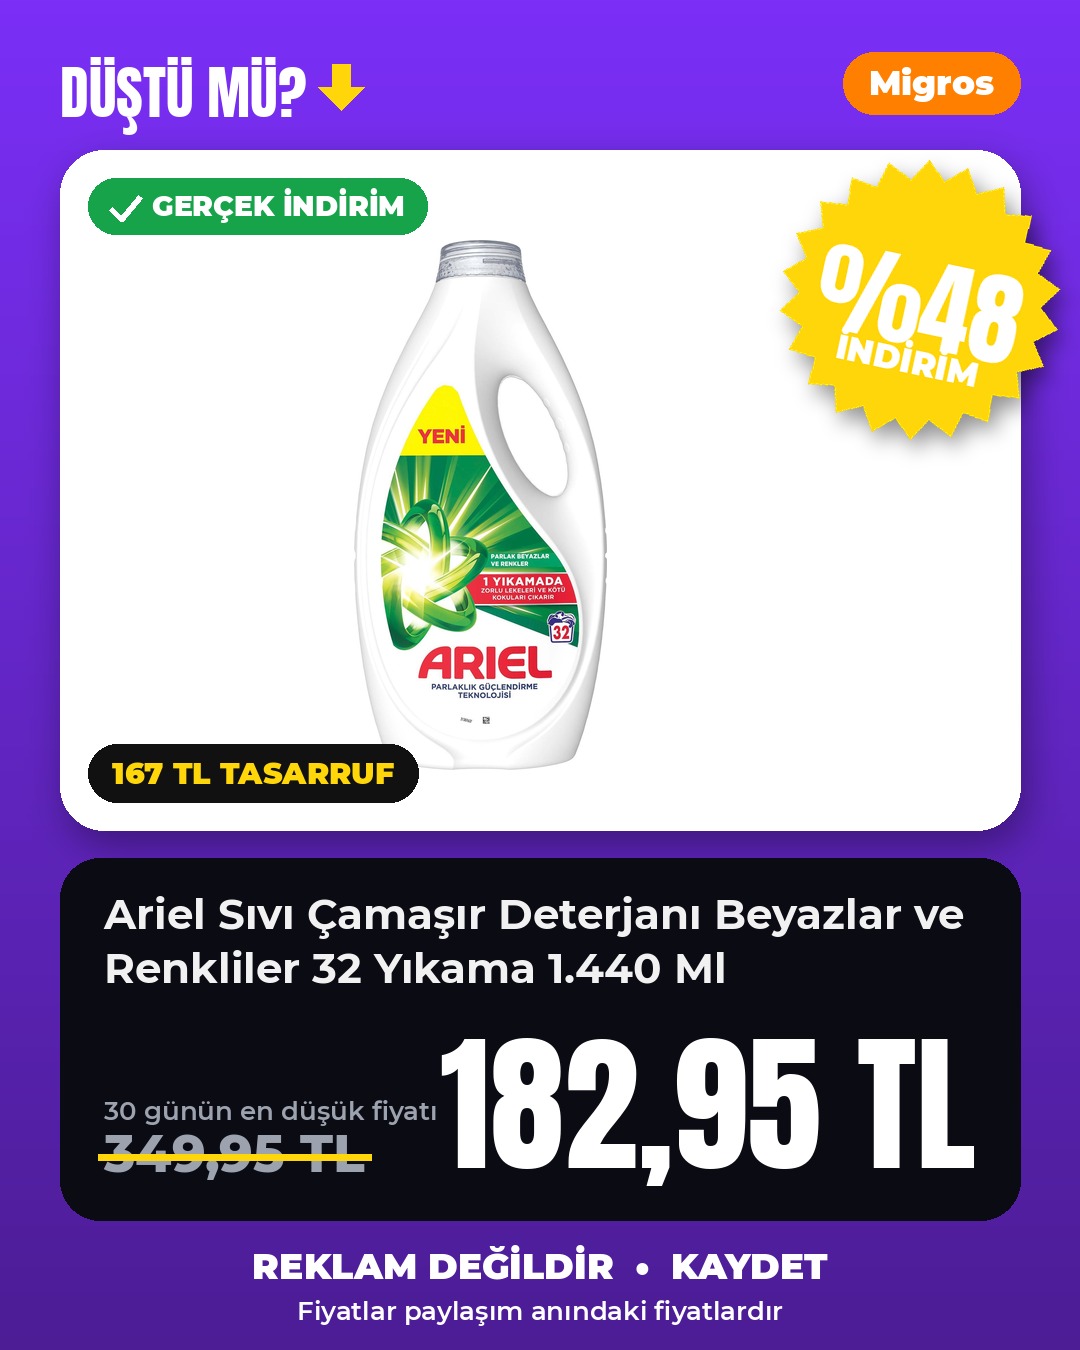 DÜŞTÜ MÜ?
Migros
GERÇEK İNDİRİM
%48
İNDİRİM
YENİ
PARLAK BEYAZLAR
VE RENKLER
1 YIKAMADA
ZORLU LEKELERİ VE KÖTÜ
KOKULARI ÇIKARIR
32
ARIEL
PARLAKLIK GÜÇLENDİRME
TEKNOLOJİSİ
167 TL TASARRUF
Ariel Sıvı Çamaşır Deterjanı Beyazlar ve
Renkliler 32 Yıkama 1.440 Ml
30 günün en düşük fiyatı
349,95 TL
182,95 TL
REKLAM DEĞİLDİR • KAYDET
Fiyatlar paylaşım anındaki fiyatlardır